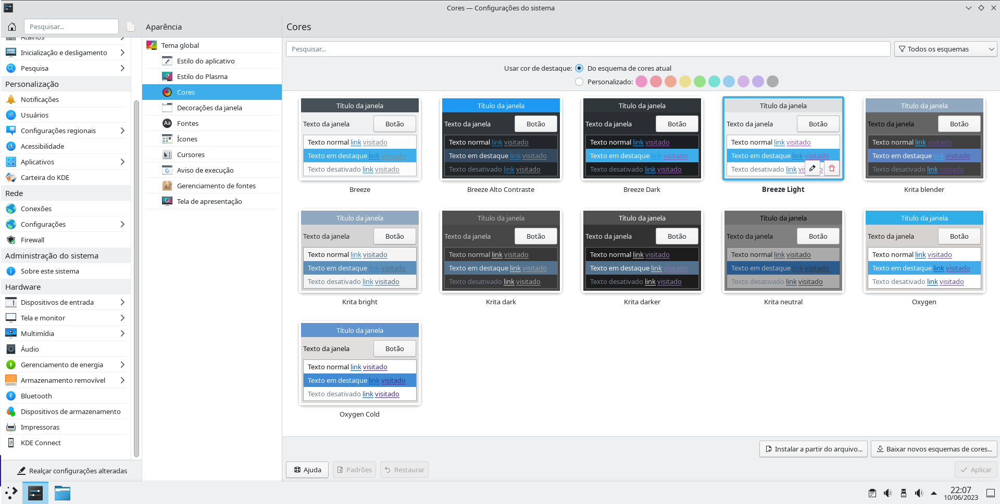 Cores — Configurações do sistema
Pesquisar...
Atalhos
Inicialização e desligamento
Pesquisa
Personalização
Notificações
Usuários
Configurações regionais
Acessibilidade
Aplicativos
Carteira do KDE
Rede
Conexões
Configurações
Firewall
Administração do sistema
Sobre este sistema
Hardware
Dispositivos de entrada
Tela e monitor
Multimídia
Áudio
Gerenciamento de energia
Armazenamento removível
Bluetooth
Dispositivos de armazenamento
Impressoras
KDE Connect
Realçar configurações alteradas
Aparência
Tema global
Estilo do aplicativo
Estilo do Plasma
Cores
Decorações da janela
Fontes
Ícones
Cursores
Aviso de execução
Gerenciamento de fontes
Tela de apresentação
Cores
Pesquisar...
Todos os esquemas
Usar cor de destaque: Do esquema de cores atual
Personalizado:
Título da janela
Texto da janela Botão
Texto normal link visitado
Texto em destaque link visitado
Texto desativado link visitado
Breeze
Título da janela
Texto da janela Botão
Texto normal link visitado
Texto em destaque link visitado
Texto desativado link visitado
Breeze Alto Contraste
Título da janela
Texto da janela Botão
Texto normal link visitado
Texto em destaque link visitado
Texto desativado link visitado
Breeze Dark
Título da janela
Texto da janela Botão
Texto normal link visitado
Texto em destaque link visitado
Texto desativado link
Breeze Light
Título da janela
Texto da janela Botão
Texto normal link visitado
Texto em destaque link visitado
Texto desativado link visitado
Krita blender
Título da janela
Texto da janela Botão
Texto normal link visitado
Texto em destaque link visitado
Texto desativado link visitado
Krita bright
Título da janela
Texto da janela Botão
Texto normal link visitado
Texto em destaque link visitado
Texto desativado link visitado
Krita dark
Título da janela
Texto da janela Botão
Texto normal link visitado
Texto em destaque link visitado
Texto desativado link visitado
Krita darker
Título da janela
Texto da janela Botão
Texto normal link visitado
Texto em destaque link visitado
Texto desativado link visitado
Krita neutral
Título da janela
Texto da janela Botão
Texto normal link visitado
Texto em destaque link visitado
Texto desativado link visitado
Oxygen
Título da janela
Texto da janela Botão
Texto normal link visitado
Texto em destaque link visitado
Texto desativado link visitado
Oxygen Cold
Instalar a partir do arquivo... Baixar novos esquemas de cores...
Ajuda Padrões Restaurar Aplicar
22:07
10/06/2023